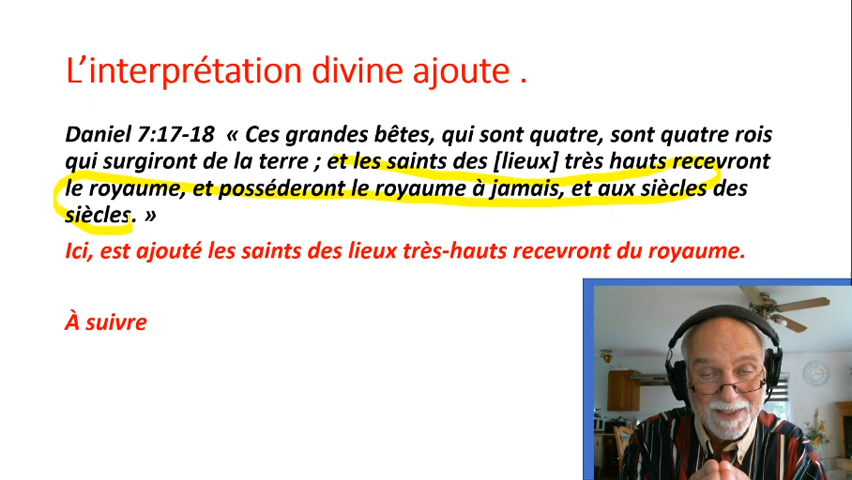 L’interprétation divine ajoute .
Daniel 7:17-18 « Ces grandes bêtes, qui sont quatre, sont quatre rois
qui surgiront de la terre ; et les saints des [lieux] très hauts recevront
le royaume, et posséderont le royaume à jamais, et aux siècles des
siècles. »
Ici, est ajouté les saints des lieux très-hauts recevront du royaume.
À suivre